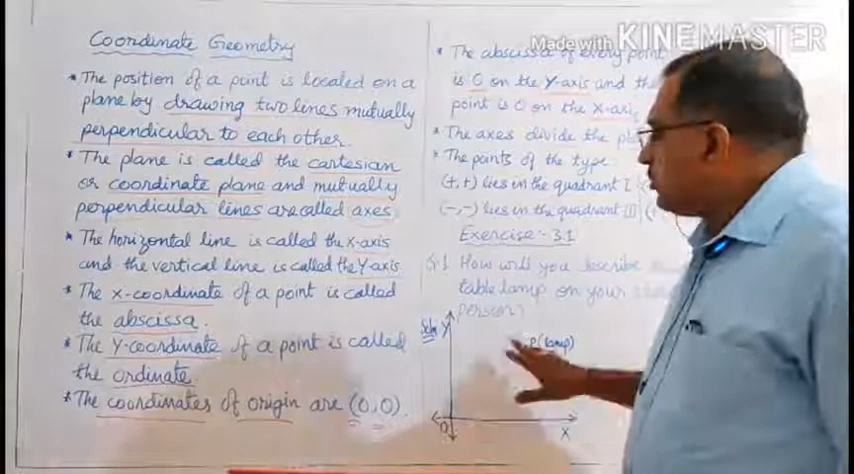 Coordinate Geometry
* The position of a point is located on a
plane by drawing two lines mutually
perpendicular to each other.
* The plane is called the cartesian
or coordinate plane and mutually
perpendicular lines are called axes
* The horizontal line is called the x-axis
and the vertical line is called the Y-axis
* The x-coordinate of a point is called
the abscissa.
* The Y-coordinate of a point is called
the ordinate.
* The coordinates of origin are (0,0).
* The abscissa of every point
is 0 on the Y-axis and the
point is 0 on the x-axis
* The axes divide the
* The points of the type
(+,+) lies in the quadrant I
(-,-) lies in the quadrant III
Exercise - 3.1
Q.1 How will you describe
table lamp on your
person?
Soln Y
P(lamp)
O
X
Made with KINEMASTER